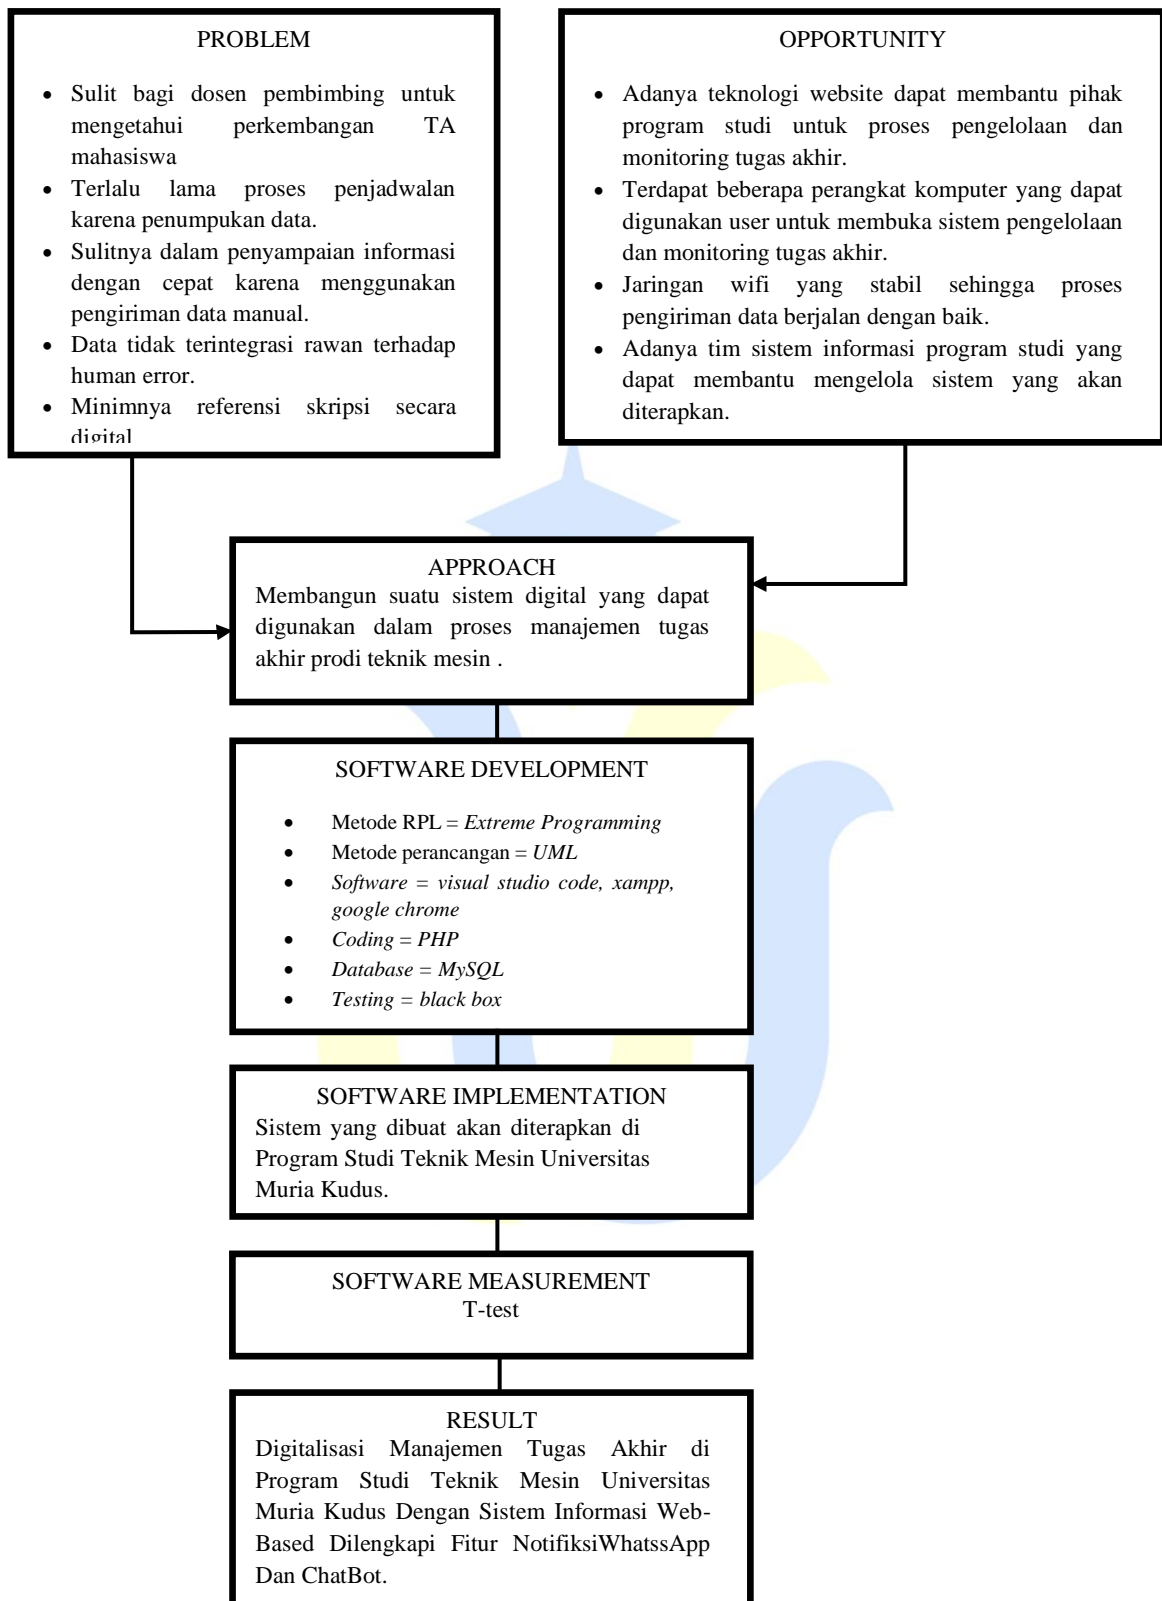 PROBLEM
• Sulit bagi dosen pembimbing untuk
mengetahui perkembangan TA
mahasiswa
• Terlalu lama proses penjadwalan
karena penumpukan data.
• Sulitnya dalam penyampaian informasi
dengan cepat karena menggunakan
pengiriman data manual.
• Data tidak terintegrasi rawan terhadap
human error.
• Minimnya referensi skripsi secara
digital
OPPORTUNITY
• Adanya teknologi website dapat membantu pihak
program studi untuk proses pengelolaan dan
monitoring tugas akhir.
• Terdapat beberapa perangkat komputer yang dapat
digunakan user untuk membuka sistem pengelolaan
dan monitoring tugas akhir.
• Jaringan wifi yang stabil sehingga proses
pengiriman data berjalan dengan baik.
• Adanya tim sistem informasi program studi yang
dapat membantu mengelola sistem yang akan
diterapkan.
APPROACH
Membangun suatu sistem digital yang dapat
digunakan dalam proses manajemen tugas
akhir prodi teknik mesin .
SOFTWARE DEVELOPMENT
• Metode RPL = Extreme Programming
• Metode perancangan = UML
• Software = visual studio code, xampp,
google chrome
• Coding = PHP
• Database = MySQL
• Testing = black box
SOFTWARE IMPLEMENTATION
Sistem yang dibuat akan diterapkan di
Program Studi Teknik Mesin Universitas
Muria Kudus.
SOFTWARE MEASUREMENT
T-test
RESULT
Digitalisasi Manajemen Tugas Akhir di
Program Studi Teknik Mesin Universitas
Muria Kudus Dengan Sistem Informasi Web-
Based Dilengkapi Fitur NotifiksiWhatssApp
Dan ChatBot.